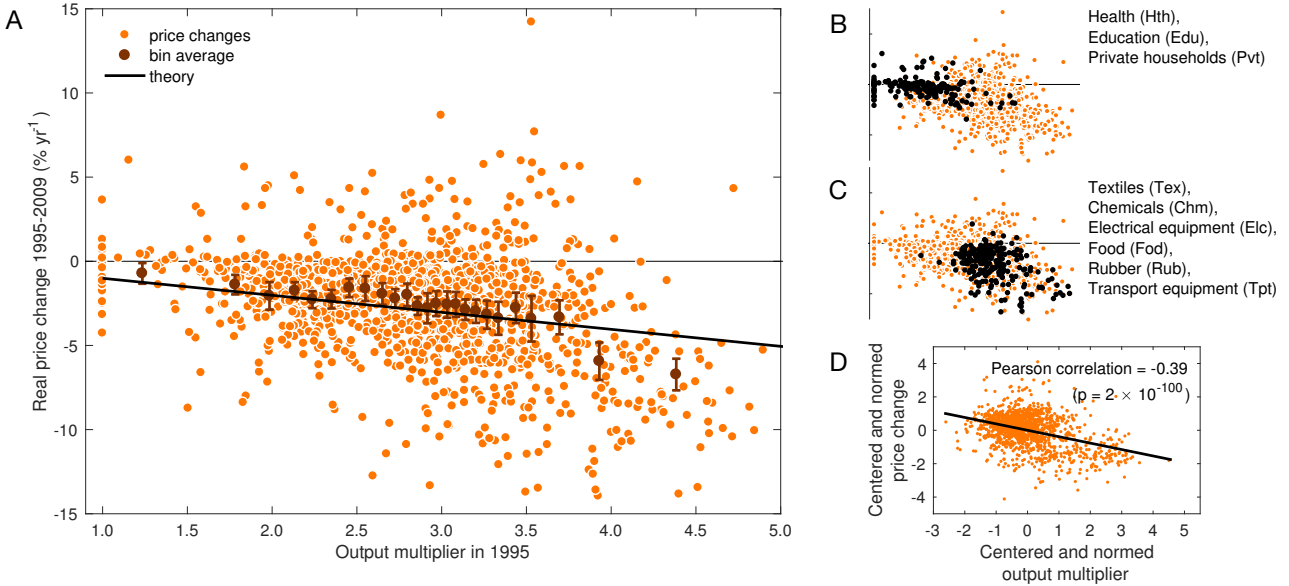 A
price changes
bin average
theory
Real price change 1995-2009 (% yr⁻¹)
15
10
5
0
-5
-10
-15
1.0 1.5 2.0 2.5 3.0 3.5 4.0 4.5 5.0
Output multiplier in 1995
B
Health (Hth),
Education (Edu),
Private households (Pvt)
C
Textiles (Tex),
Chemicals (Chm),
Electrical equipment (Elc),
Food (Fod),
Rubber (Rub),
Transport equipment (Tpt)
D
Pearson correlation = -0.39
(p = 2 × 10⁻¹⁰⁰)
Centered and normed
price change
4
2
0
-2
-4
-3 -2 -1 0 1 2 3 4 5
Centered and normed
output multiplier